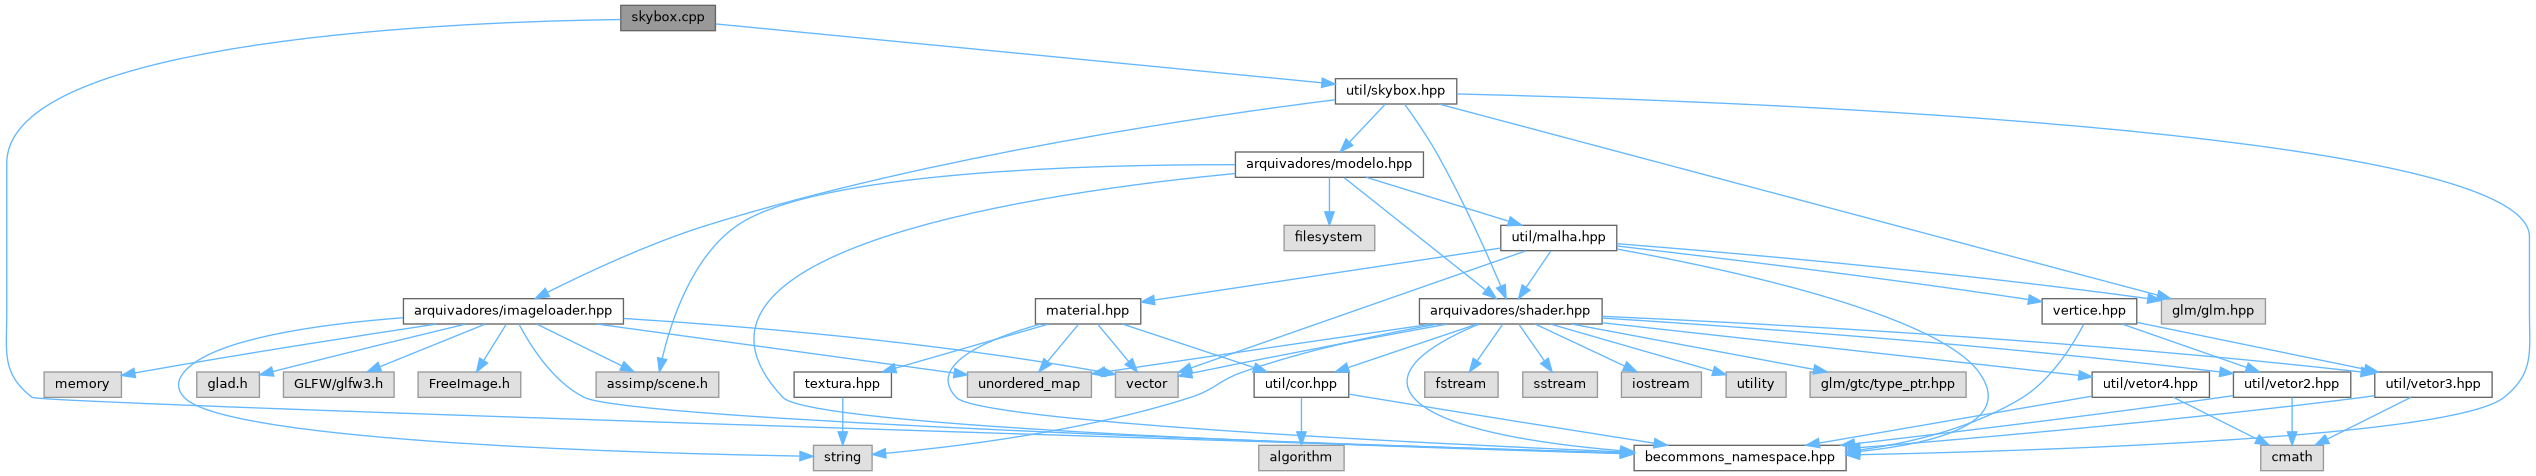 skybox.cpp
util/skybox.hpp
arquivadores/modelo.hpp
filesystem
util/malha.hpp
arquivadores/imageloader.hpp
material.hpp
arquivadores/shader.hpp
vertice.hpp
glm/glm.hpp
memory
glad.h
GLFW/glfw3.h
FreeImage.h
assimp/scene.h
textura.hpp
unordered_map
vector
util/cor.hpp
fstream
sstream
iostream
utility
glm/gtc/type_ptr.hpp
util/vetor4.hpp
util/vetor2.hpp
util/vetor3.hpp
string
algorithm
becommons_namespace.hpp
cmath